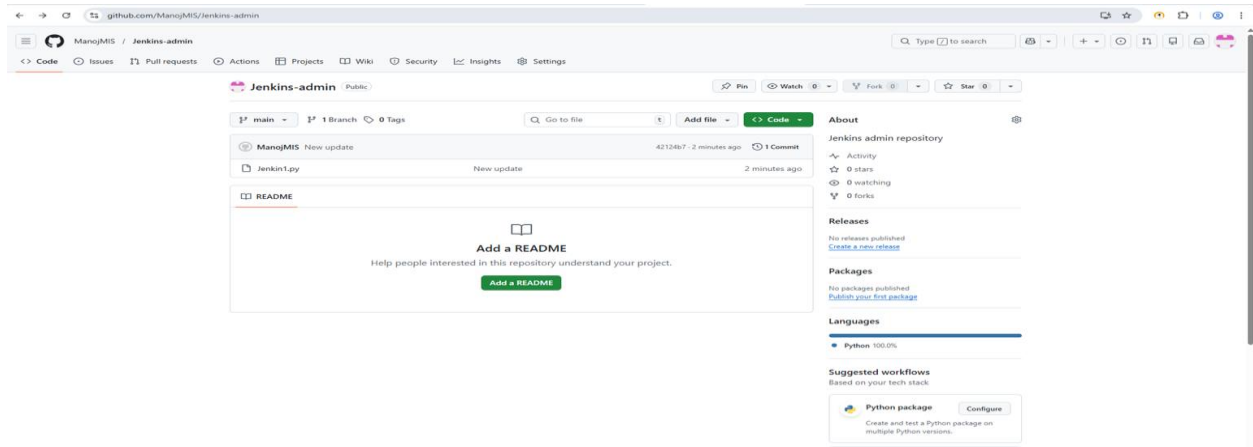 github.com/ManojMIS/Jenkins-admin
ManojMIS / Jenkins-admin
Type / to search
<> Code Issues Pull requests Actions Projects Wiki Security Insights Settings
Jenkins-admin Public
Pin Watch 0 Fork 0 Star 0
main 1 Branch 0 Tags
Go to file t Add file <> Code
ManojMIS New update 42124b7 · 2 minutes ago 1 Commit
Jenkin1.py New update 2 minutes ago
README
Add a README
Help people interested in this repository understand your project.
Add a README
About
Jenkins admin repository
Activity
0 stars
0 watching
0 forks
Releases
No releases published
Create a new release
Packages
No packages published
Publish your first package
Languages
Python 100.0%
Suggested workflows
Based on your tech stack
Python package Configure
Create and test a Python package on
multiple Python versions.